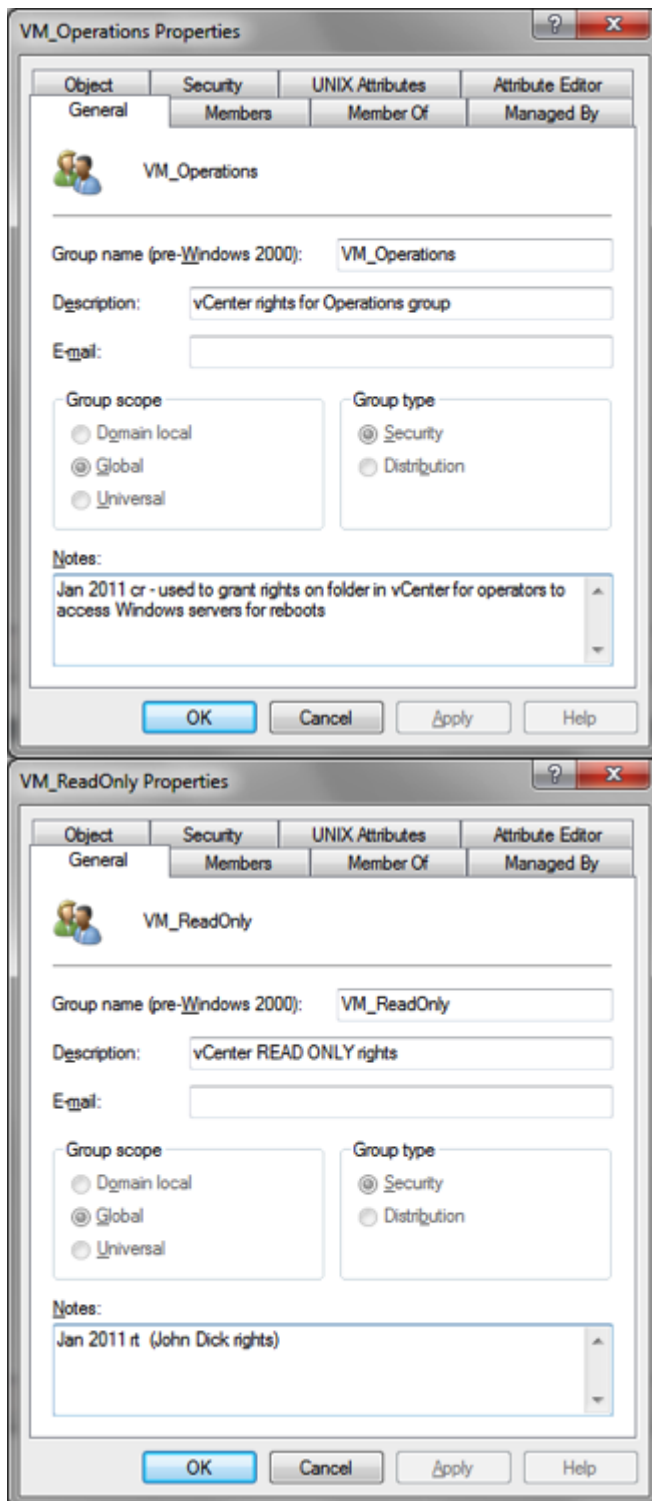 VM_Operations Properties
Object Security UNIX Attributes Attribute Editor
General Members Member Of Managed By
VM_Operations
Group name (pre-Windows 2000): VM_Operations
Description: vCenter rights for Operations group
E-mail:
Group scope Group type
Domain local Security
Global Distribution
Universal
Notes:
Jan 2011 cr - used to grant rights on folder in vCenter for operators to
access Windows servers for reboots
OK Cancel Apply Help
VM_ReadOnly Properties
Object Security UNIX Attributes Attribute Editor
General Members Member Of Managed By
VM_ReadOnly
Group name (pre-Windows 2000): VM_ReadOnly
Description: vCenter READ ONLY rights
E-mail:
Group scope Group type
Domain local Security
Global Distribution
Universal
Notes:
Jan 2011 rt (John Dick rights)
OK Cancel Apply Help